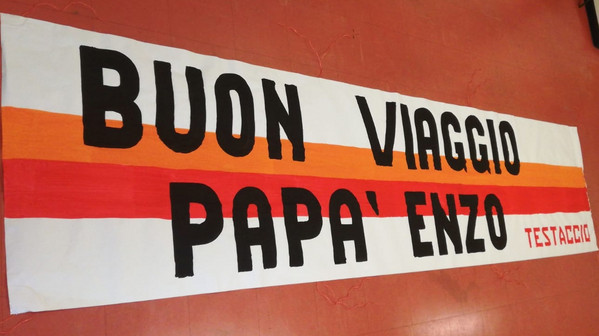 BUON VIAGGIO
PAPA' ENZO
TESTACCIO